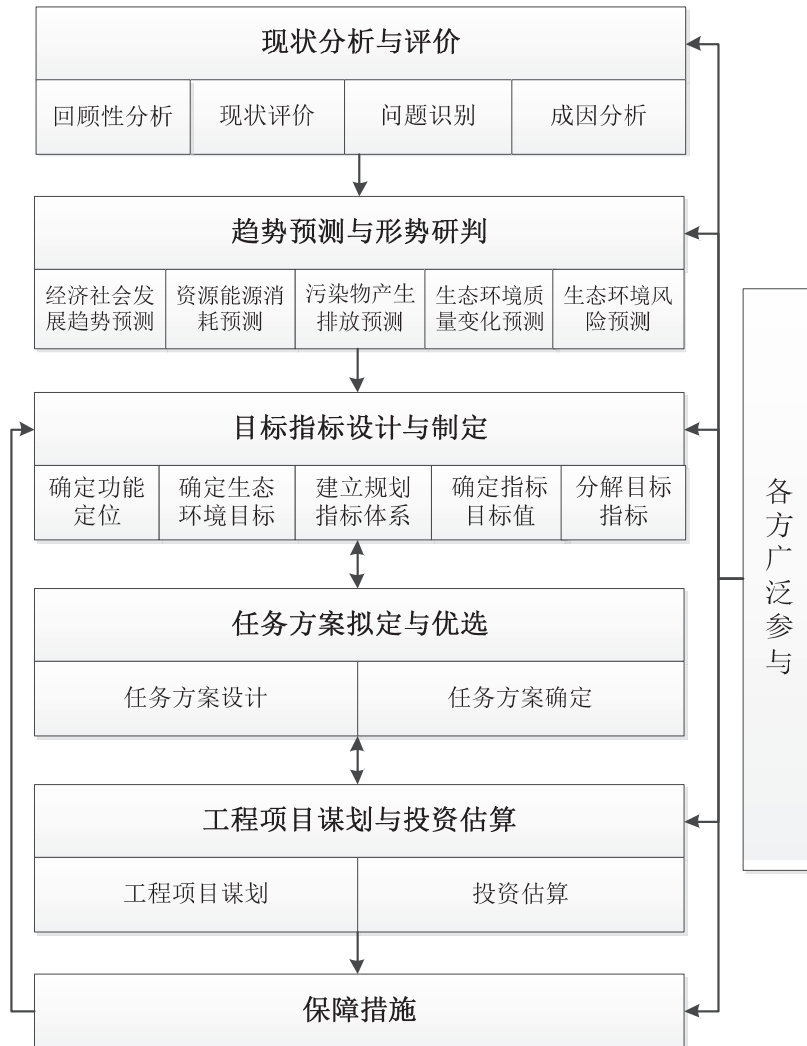 现状分析与评价
回顾性分析
现状评价
问题识别
成因分析
趋势预测与形势研判
经济社会发
展趋势预测
资源能源消
耗预测
污染物产生
排放预测
生态环境质
量变化预测
生态环境风
险预测
目标指标设计与制定
确定功能
定位
确定生态
环境目标
建立规划
指标体系
确定指标
目标值
分解目标
指标
任务方案拟定与优选
任务方案设计
任务方案确定
工程项目谋划与投资估算
工程项目谋划
投资估算
保障措施
各方广泛参与